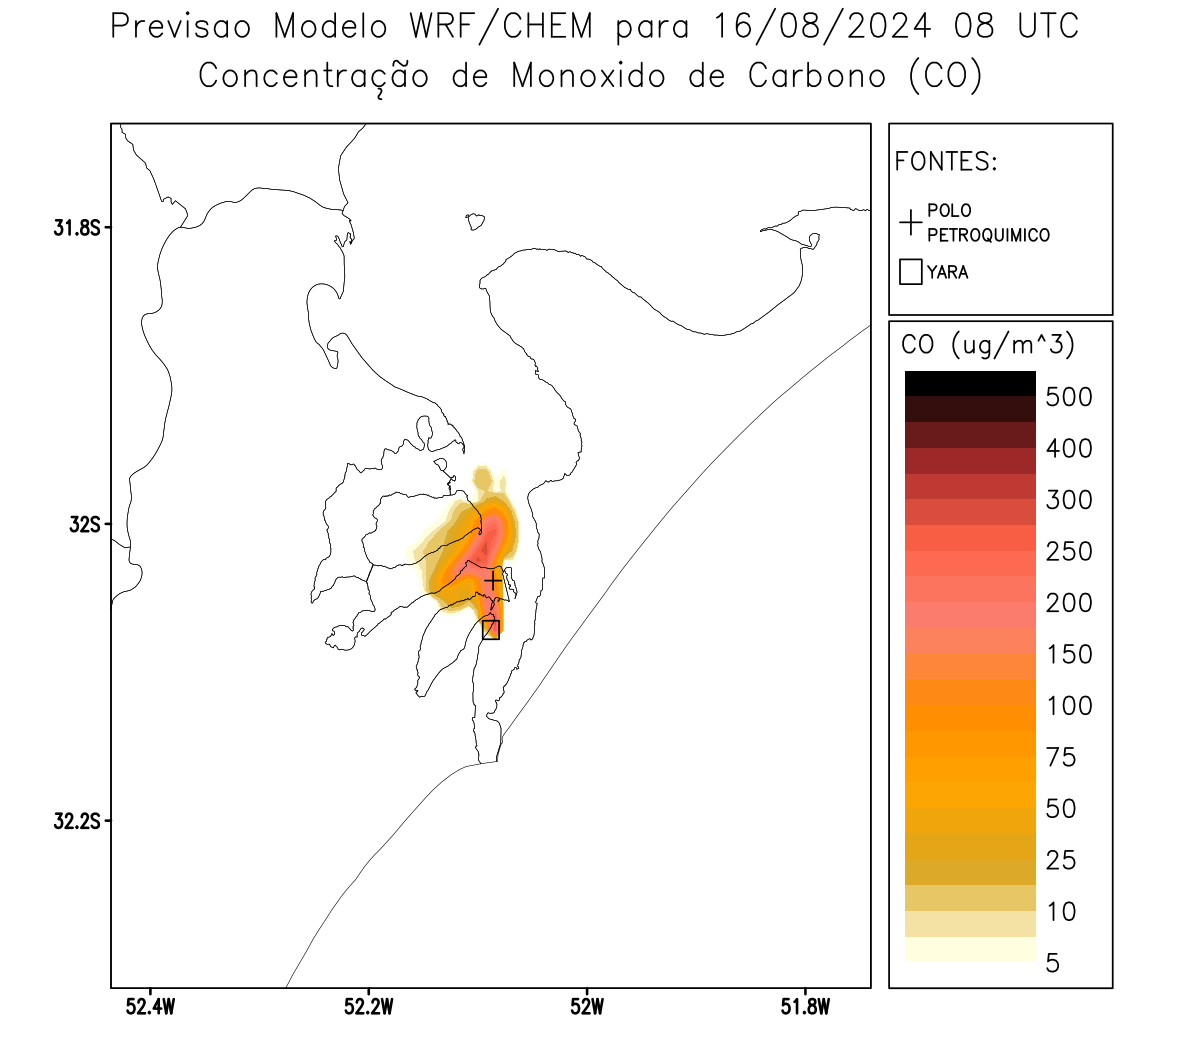 Previsao Modelo WRF/CHEM para 16/08/2024 08 UTC
Concentração de Monoxido de Carbono (CO)
FONTES:
POLO
PETROQUIMICO
YARA
CO (ug/m^3)
500
400
300
250
200
150
100
75
50
25
10
5
31.8S
32S
32.2S
52.4W
52.2W
52W
51.8W